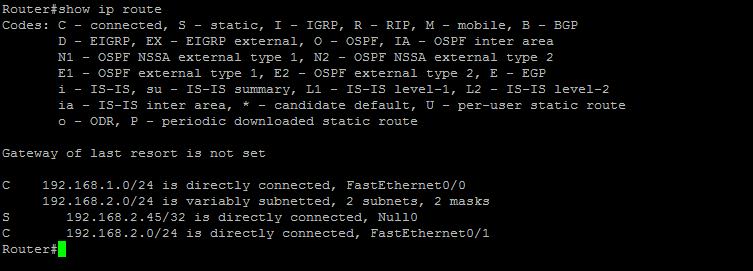 Router#show ip route
Codes: C - connected, S - static, I - IGRP, R - RIP, M - mobile, B - BGP
       D - EIGRP, EX - EIGRP external, O - OSPF, IA - OSPF inter area
       N1 - OSPF NSSA external type 1, N2 - OSPF NSSA external type 2
       E1 - OSPF external type 1, E2 - OSPF external type 2, E - EGP
       i - IS-IS, su - IS-IS summary, L1 - IS-IS level-1, L2 - IS-IS level-2
       ia - IS-IS inter area, * - candidate default, U - per-user static route
       o - ODR, P - periodic downloaded static route

Gateway of last resort is not set

C    192.168.1.0/24 is directly connected, FastEthernet0/0
     192.168.2.0/24 is variably subnetted, 2 subnets, 2 masks
S       192.168.2.45/32 is directly connected, Null0
C       192.168.2.0/24 is directly connected, FastEthernet0/1
Router#